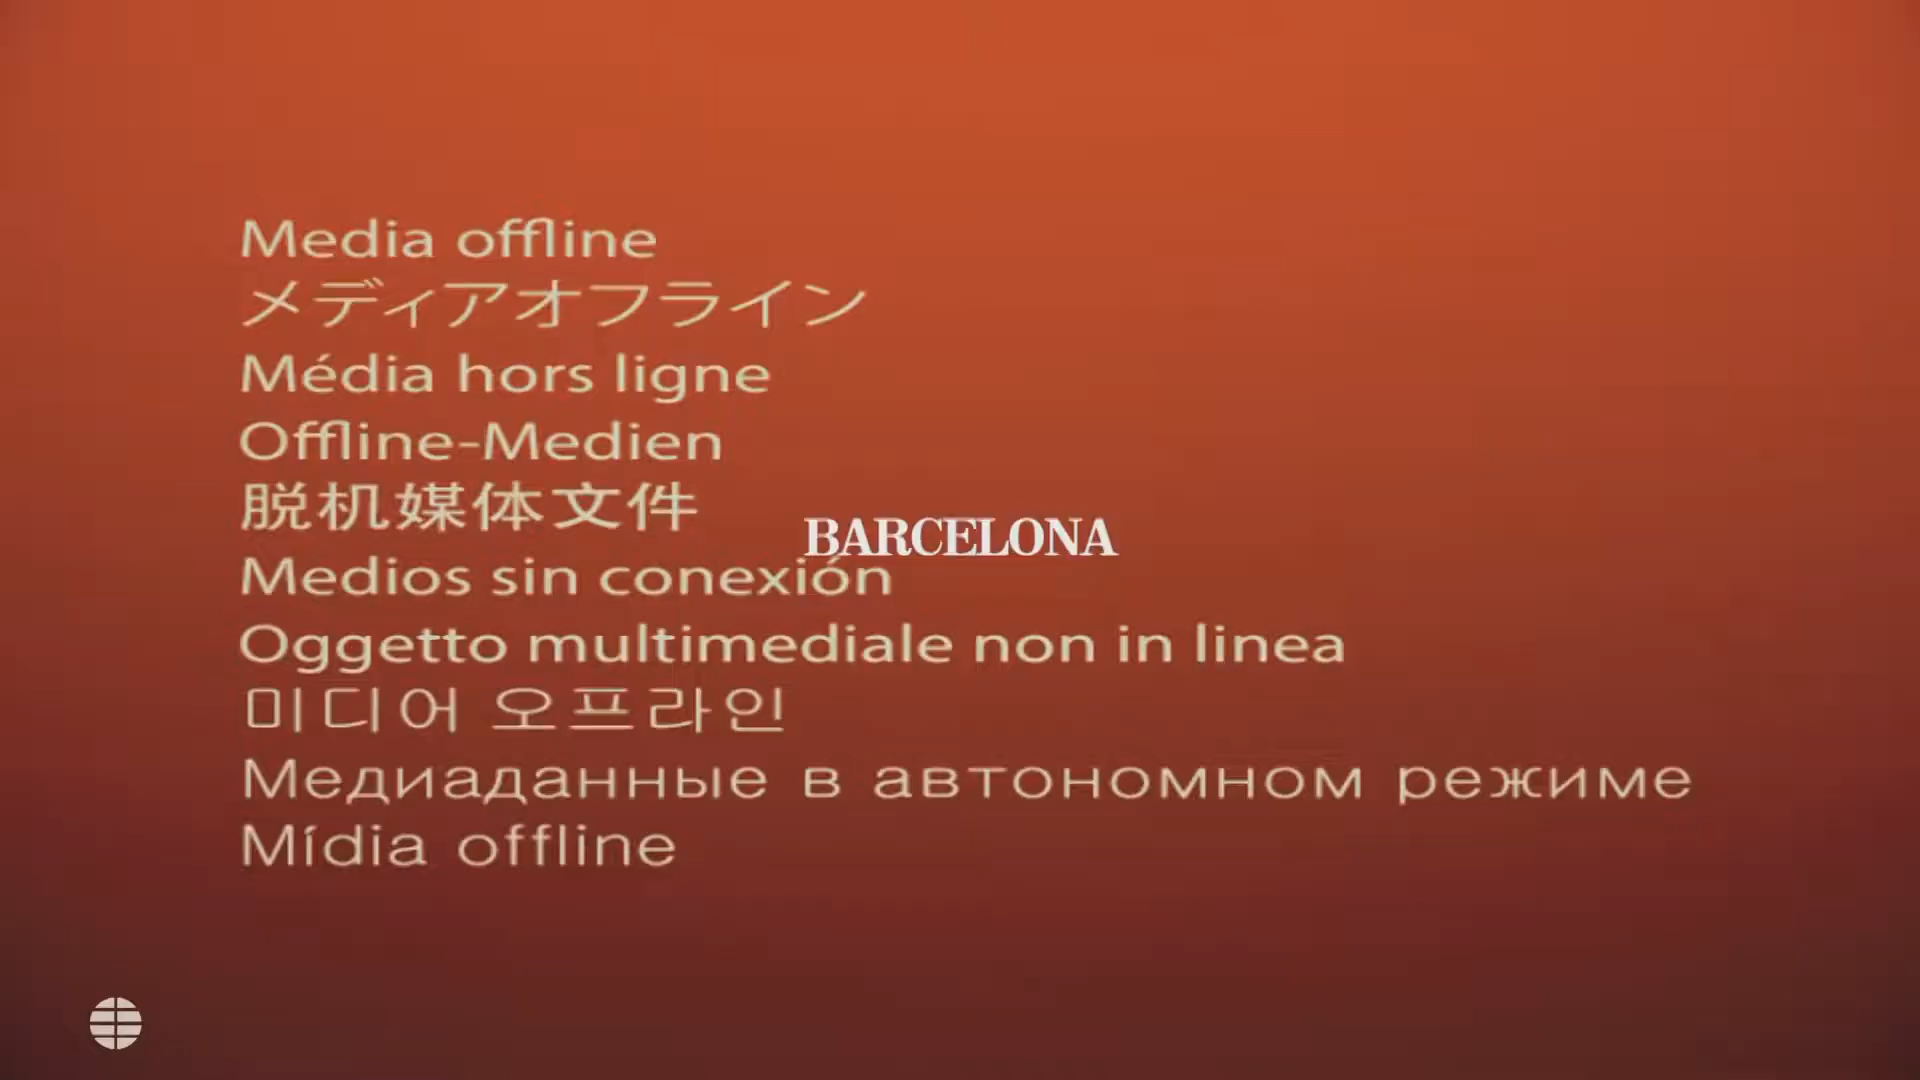 Media offline
メディアオフライン
Média hors ligne
Offline-Medien
脱机媒体文件
BARCELONA
Medios sin conexión
Oggetto multimediale non in linea
미디어 오프라인
Медиаданные в автономном режиме
Mídia offline